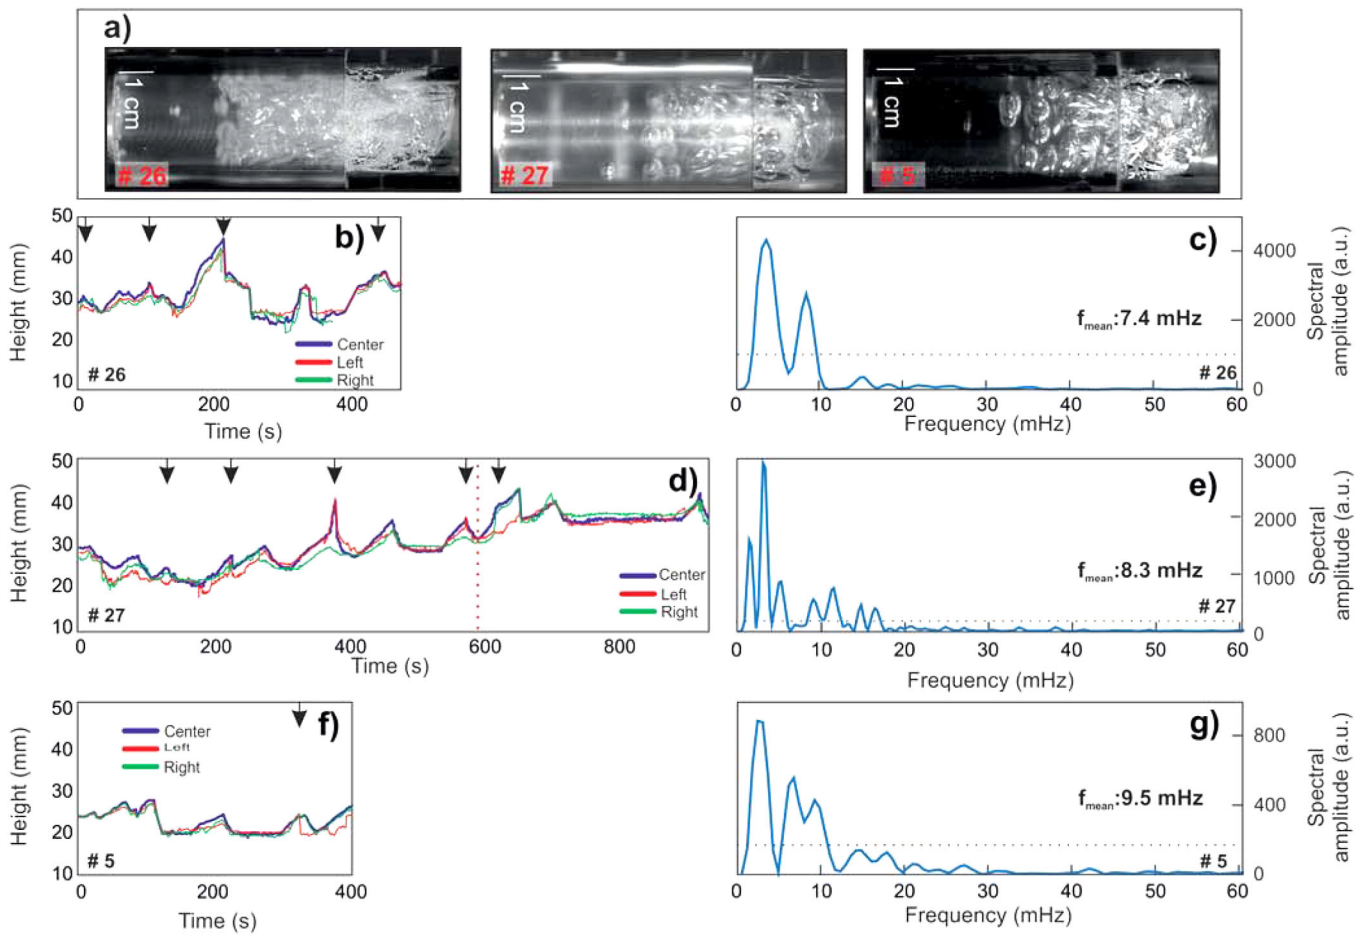 a)
1 cm
# 26
1 cm
# 27
1 cm
# 5
b)
50
40
30
20
10
Height (mm)
Center
Left
Right
# 26
0
200
400
Time (s)
c)
4000
2000
0
Spectral
amplitude (a.u.)
fmean:7.4 mHz
# 26
0
10
20
30
40
50
60
Frequency (mHz)
d)
50
40
30
20
10
Height (mm)
Center
Left
Right
# 27
0
200
400
600
800
Time (s)
e)
3000
2000
1000
0
Spectral
amplitude (a.u.)
fmean:8.3 mHz
# 27
0
10
20
30
40
50
60
Frequency (mHz)
f)
50
40
30
20
10
Height (mm)
Center
Left
Right
# 5
0
200
400
Time (s)
g)
800
400
0
Spectral
amplitude (a.u.)
fmean:9.5 mHz
# 5
0
10
20
30
40
50
60
Frequency (mHz)